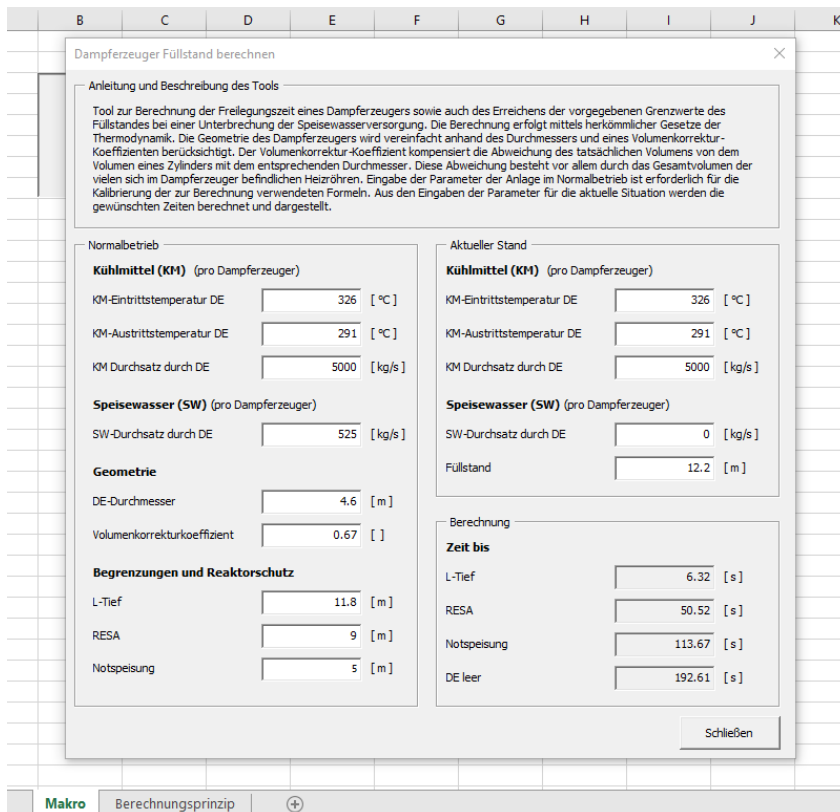 B C D E F G H I J K
Dampferzeuger Füllstand berechnen
Anleitung und Beschreibung des Tools
Tool zur Berechnung der Freilegungszeit eines Dampferzeugers sowie auch des Erreichens der vorgegebenen Grenzwerte des
Füllstandes bei einer Unterbrechung der Speisewasserversorgung. Die Berechnung erfolgt mittels herkömmlicher Gesetze der
Thermodynamik. Die Geometrie des Dampferzeugers wird vereinfacht anhand des Durchmessers und eines Volumenkorrektur-
Koeffizienten berücksichtigt. Der Volumenkorrektur-Koeffizient kompensiert die Abweichung des tatsächlichen Volumens von dem
Volumen eines Zylinders mit dem entsprechenden Durchmesser. Diese Abweichung besteht vor allem durch das Gesamtvolumen der
vielen sich im Dampferzeuger befindlichen Heizröhren. Eingabe der Parameter der Anlage im Normalbetrieb ist erforderlich für die
Kalibrierung der zur Berechnung verwendeten Formeln. Aus den Eingaben der Parameter für die aktuelle Situation werden die
gewünschten Zeiten berechnet und dargestellt.
Normalbetrieb
Kühlmittel (KM) (pro Dampferzeuger)
KM-Eintrittstemperatur DE 326 [ °C ]
KM-Austrittstemperatur DE 291 [ °C ]
KM Durchsatz durch DE 5000 [ kg/s ]
Speisewasser (SW) (pro Dampferzeuger)
SW-Durchsatz durch DE 525 [ kg/s ]
Geometrie
DE-Durchmesser 4.6 [ m ]
Volumenkorrekturkoeffizient 0.67 [ ]
Begrenzungen und Reaktorschutz
L-Tief 11.8 [ m ]
RESA 9 [ m ]
Notspeisung 5 [ m ]
Aktueller Stand
Kühlmittel (KM) (pro Dampferzeuger)
KM-Eintrittstemperatur DE 326 [ °C ]
KM-Austrittstemperatur DE 291 [ °C ]
KM Durchsatz durch DE 5000 [ kg/s ]
Speisewasser (SW) (pro Dampferzeuger)
SW-Durchsatz durch DE 0 [ kg/s ]
Füllstand 12.2 [ m ]
Berechnung
Zeit bis
L-Tief 6.32 [ s ]
RESA 50.52 [ s ]
Notspeisung 113.67 [ s ]
DE leer 192.61 [ s ]
Schließen
Makro Berechnungsprinzip